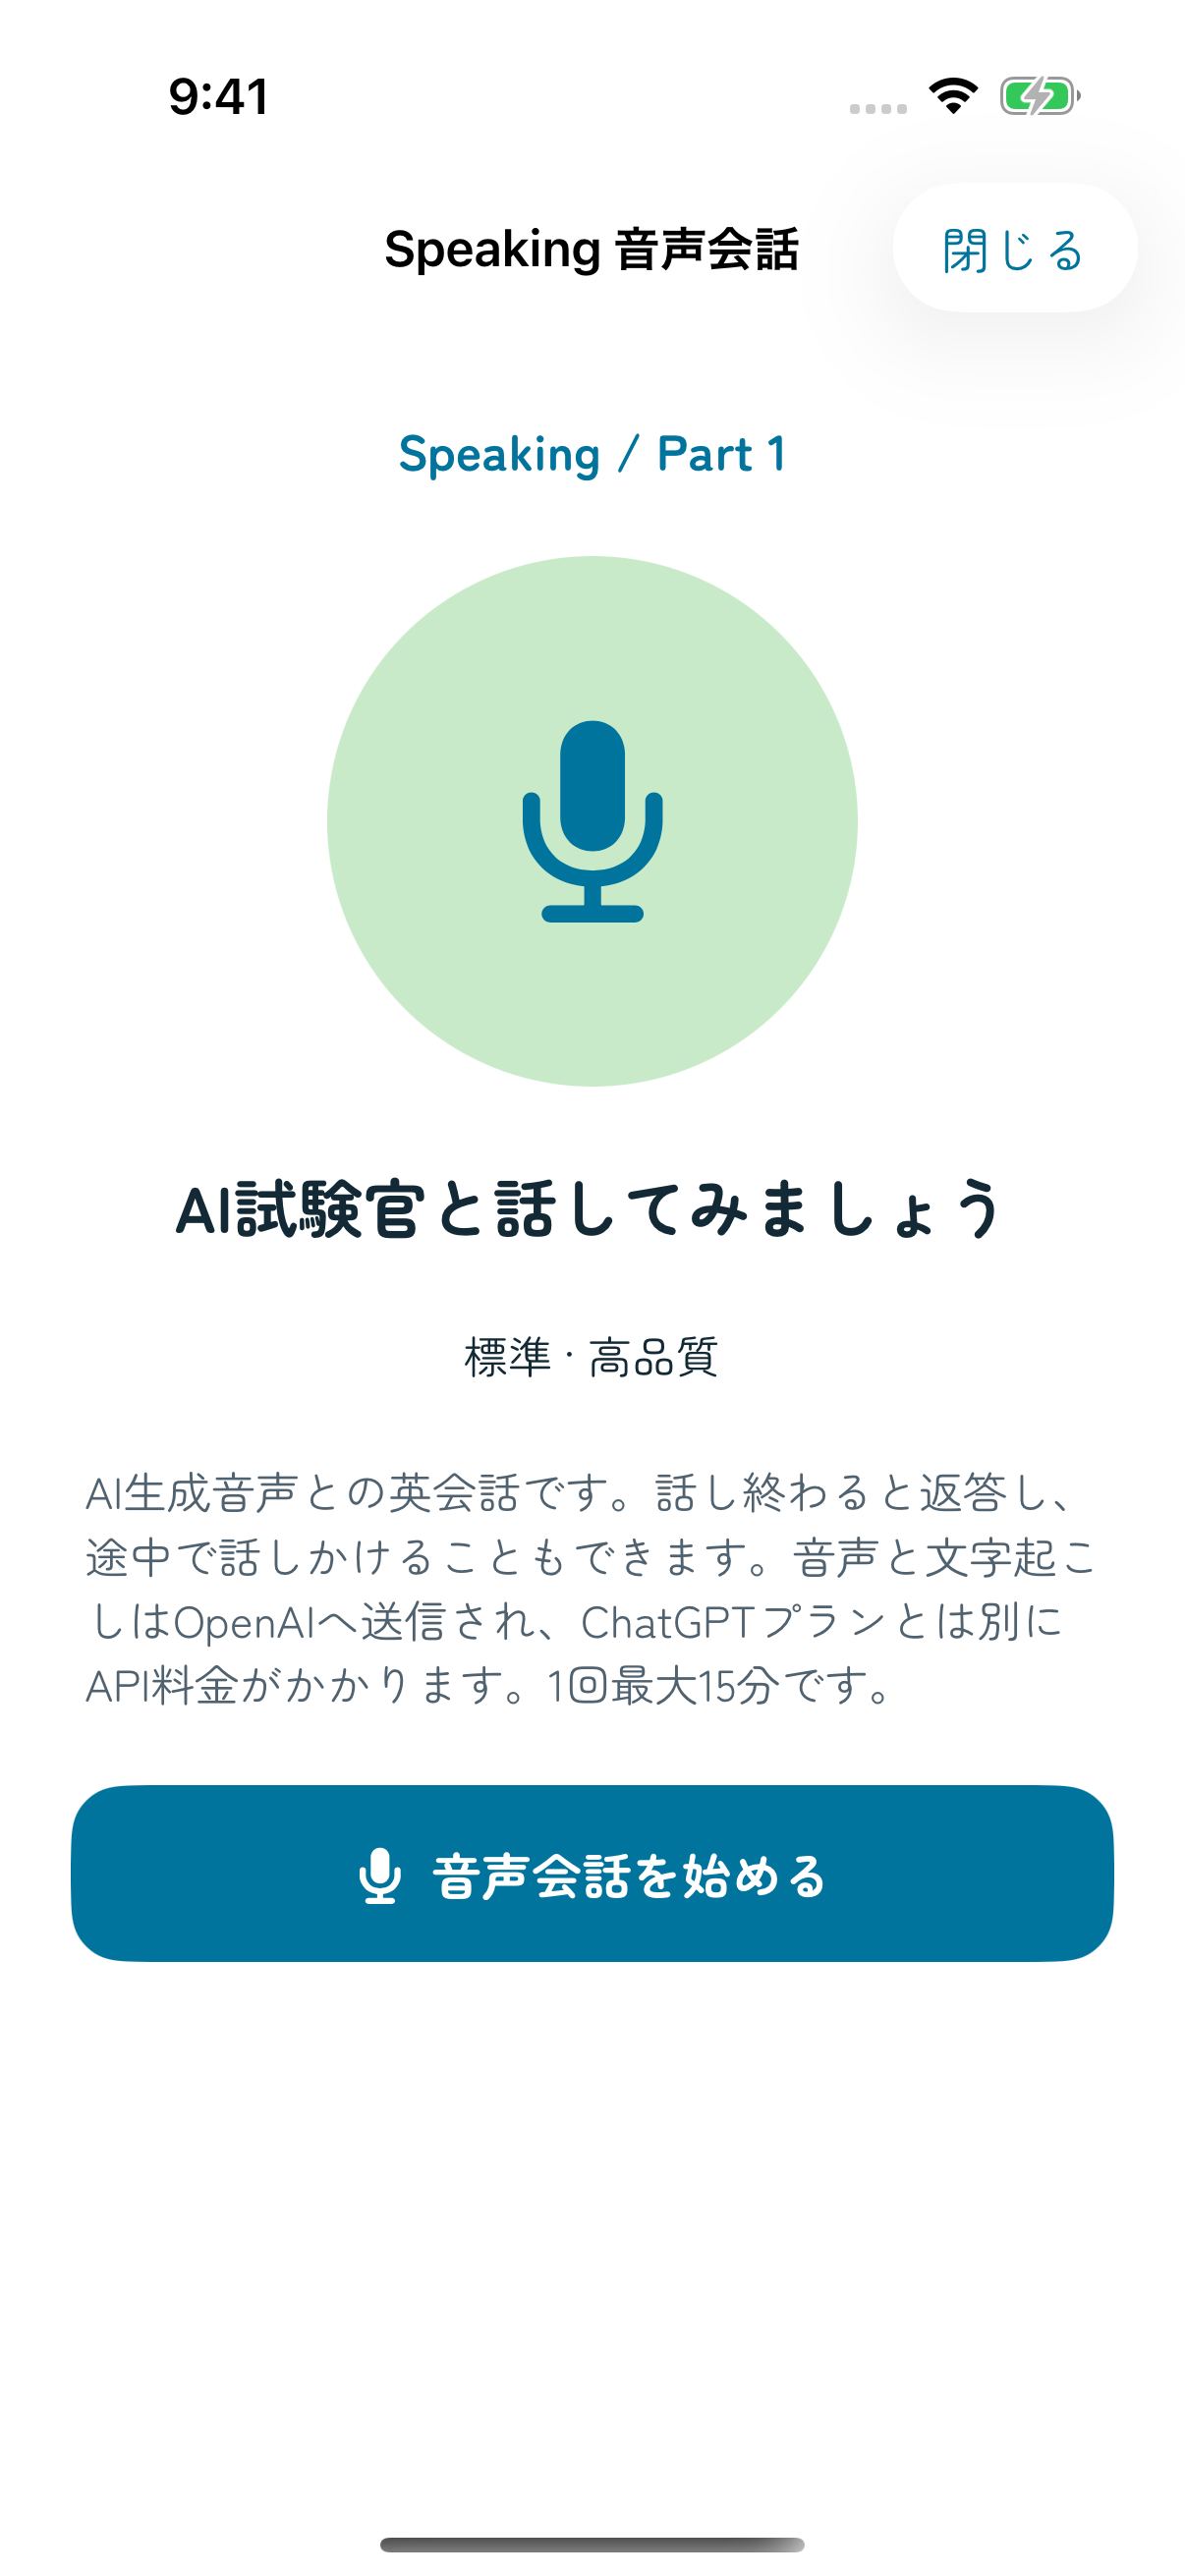 9:41
Speaking 音声会話
閉じる
Speaking / Part 1
AI試験官と話してみましょう
標準 · 高品質
AI生成音声との英会話です。話し終わると返答し、
途中で話しかけることもできます。音声と文字起こ
しはOpenAIへ送信され、ChatGPTプランとは別に
API料金がかかります。1回最大15分です。
音声会話を始める